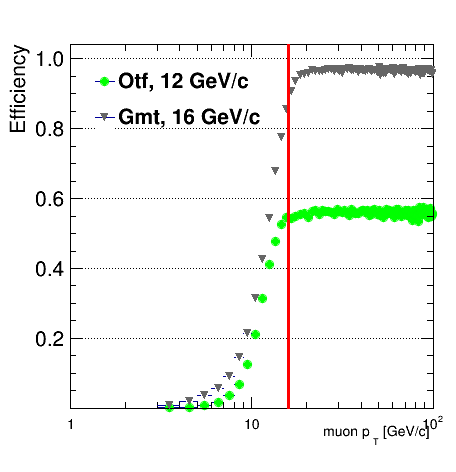 Efficiency
1.0
0.8
0.6
0.4
0.2
Otf, 12 GeV/c
Gmt, 16 GeV/c
1
10
10²
muon p_T [GeV/c]